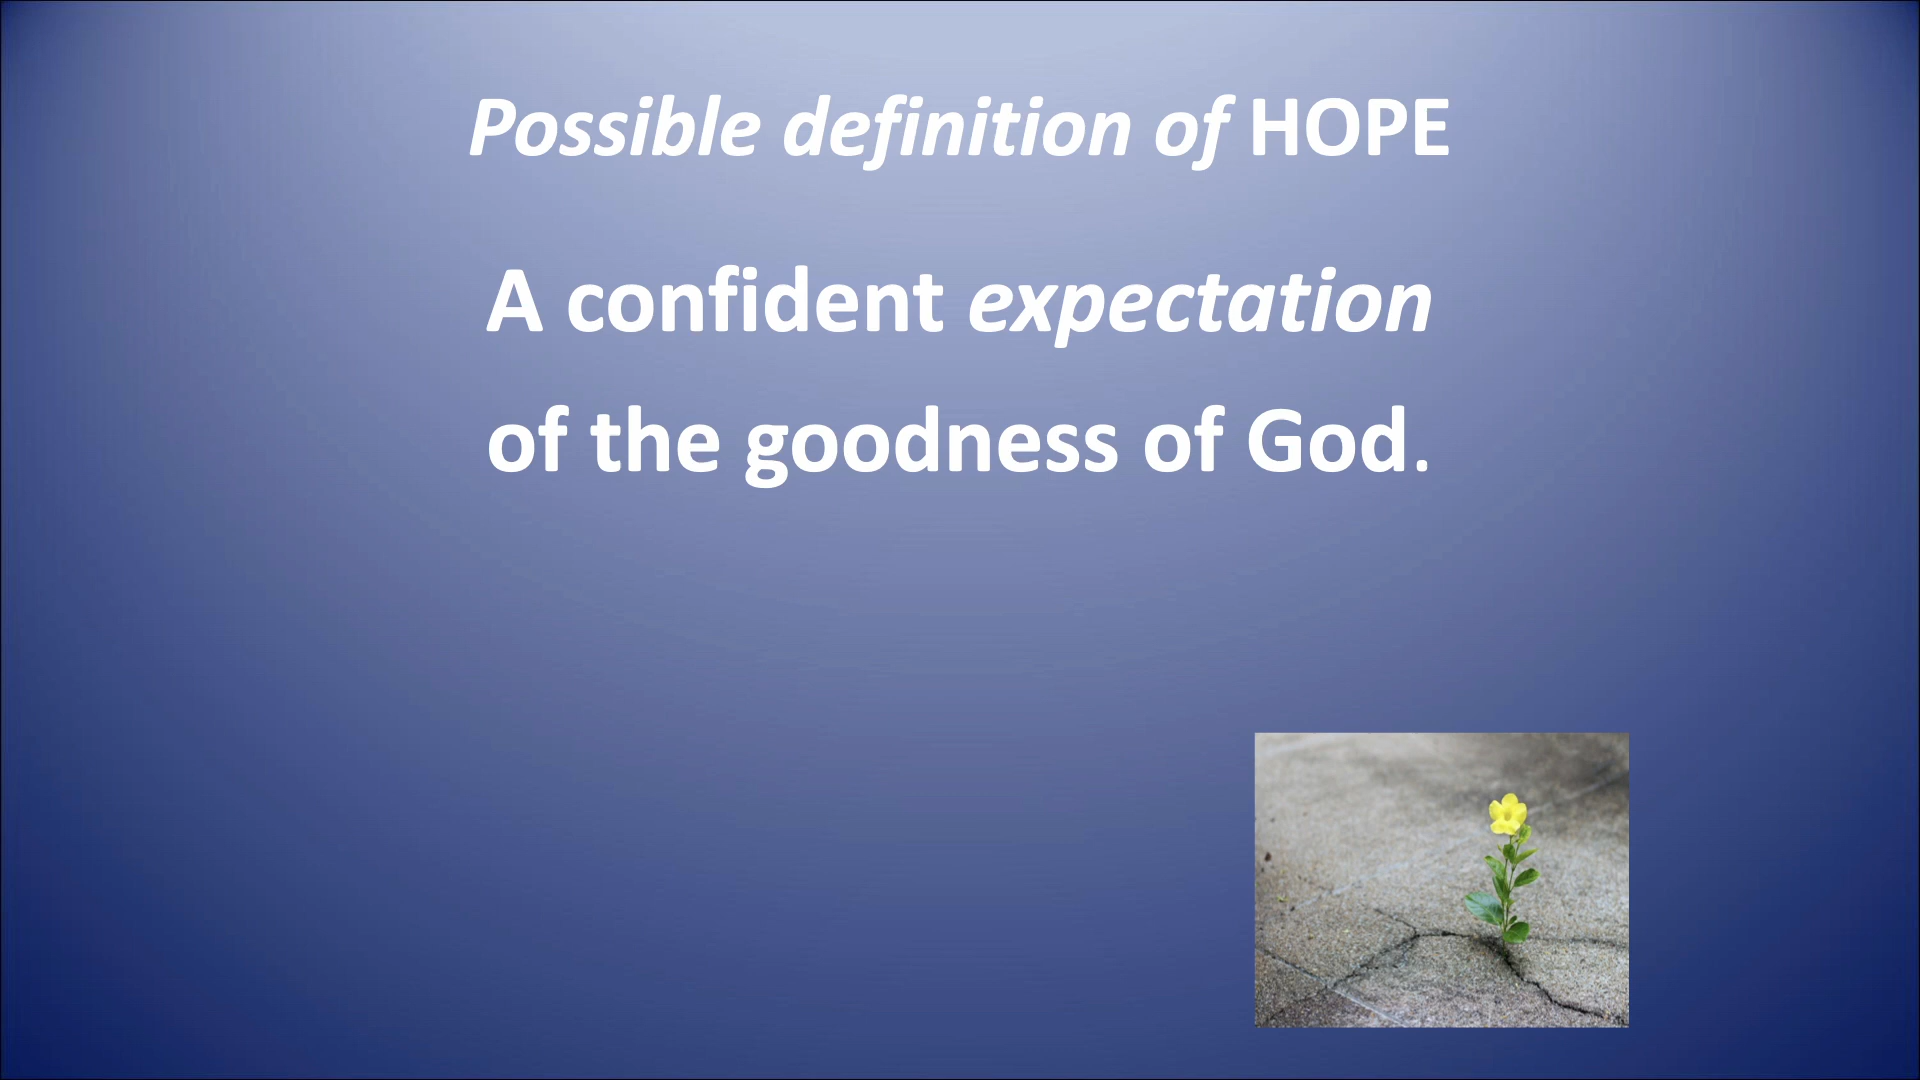 Possible definition of HOPE
A confident expectation
of the goodness of God.